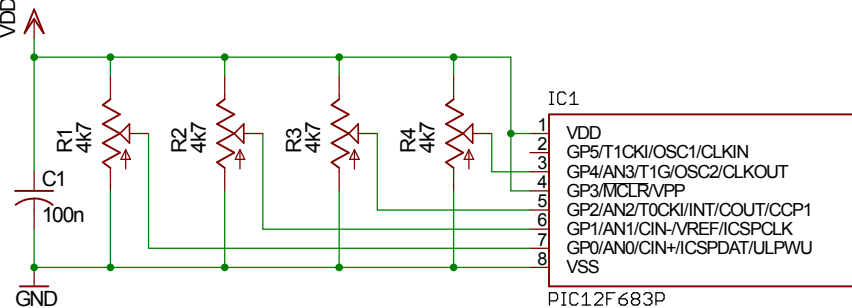 VDD
R1
4k7
R2
4k7
R3
4k7
R4
4k7
C1
100n
GND
IC1
1 VDD
2 GP5/T1CKI/OSC1/CLKIN
3 GP4/AN3/T1G/OSC2/CLKOUT
4 GP3/MCLR/VPP
5 GP2/AN2/T0CKI/INT/COUT/CCP1
6 GP1/AN1/CIN-/VREF/ICSPCLK
7 GP0/AN0/CIN+/ICSPDAT/ULPWU
8 VSS
PIC12F683P